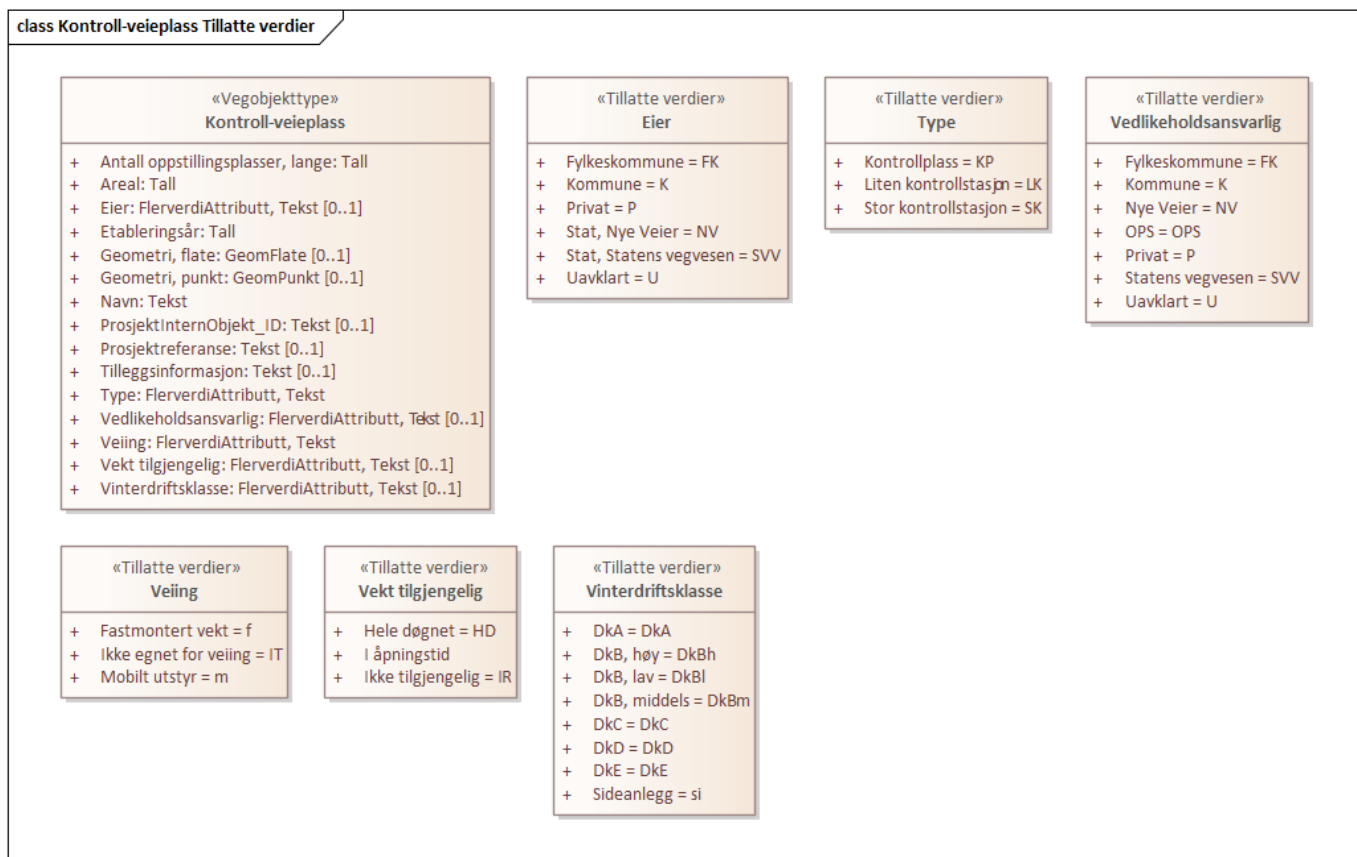 class Kontroll-veieplass Tillatte verdier
«Vegobjekttype»
Kontroll-veieplass
+ Antall oppstillingsplasser, lange: Tall
+ Areal: Tall
+ Eier: FlerverdiAttributt, Tekst [0..1]
+ Etableringsår: Tall
+ Geometri, flate: GeomFlate [0..1]
+ Geometri, punkt: GeomPunkt [0..1]
+ Navn: Tekst
+ ProsjektInternObjekt_ID: Tekst [0..1]
+ Prosjektreferanse: Tekst [0..1]
+ Tilleggsinformasjon: Tekst [0..1]
+ Type: FlerverdiAttributt, Tekst
+ Vedlikeholdsansvarlig: FlerverdiAttributt, Tekst [0..1]
+ Veiing: FlerverdiAttributt, Tekst
+ Vekt tilgjengelig: FlerverdiAttributt, Tekst [0..1]
+ Vinterdriftsklasse: FlerverdiAttributt, Tekst [0..1]
«Tillatte verdier»
Eier
+ Fylkeskommune = FK
+ Kommune = K
+ Privat = P
+ Stat, Nye Veier = NV
+ Stat, Statens vegvesen = SVV
+ Uavklart = U
«Tillatte verdier»
Type
+ Kontrollplass = KP
+ Liten kontrollstasjon = LK
+ Stor kontrollstasjon = SK
«Tillatte verdier»
Vedlikeholdsansvarlig
+ Fylkeskommune = FK
+ Kommune = K
+ Nye Veier = NV
+ OPS = OPS
+ Privat = P
+ Statens vegvesen = SVV
+ Uavklart = U
«Tillatte verdier»
Veiing
+ Fastmontert vekt = f
+ Ikke egnet for veiing = IT
+ Mobilt utstyr = m
«Tillatte verdier»
Vekt tilgjengelig
+ Hele døgnet = HD
+ I åpningstid
+ Ikke tilgjengelig = IR
«Tillatte verdier»
Vinterdriftsklasse
+ DkA = DkA
+ DkB, høy = DkBh
+ DkB, lav = DkBl
+ DkB, middels = DkBm
+ DkC = DkC
+ DkD = DkD
+ DkE = DkE
+ Sideanlegg = si